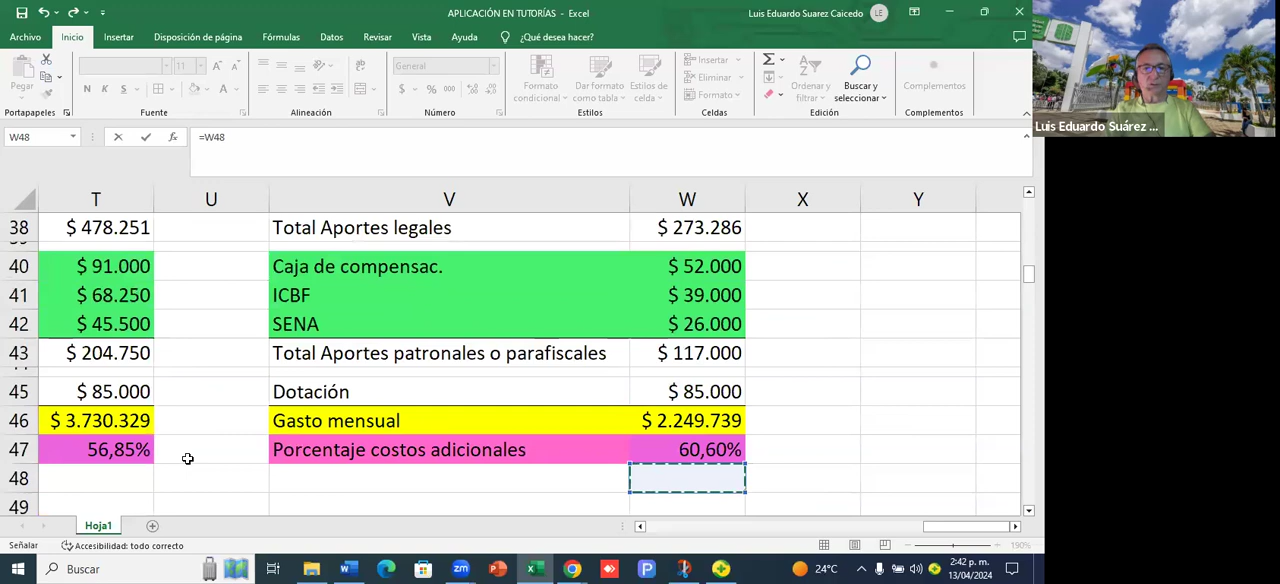 APLICACIÓN EN TUTORÍAS - Excel
Luis Eduardo Suarez Caicedo
LE
Archivo
Inicio
Insertar
Disposición de página
Fórmulas
Datos
Revisar
Vista
Ayuda
¿Qué desea hacer?
Pegar
11
General
N
K
S
$
%
000
Formato condicional
Dar formato como tabla
Estilos de celda
Insertar
Eliminar
Formato
Ordenar y filtrar
Buscar y seleccionar
Complementos
Portapapeles
Fuente
Alineación
Número
Estilos
Celdas
Edición
Complementos
Luis Eduardo Suárez ...
W48
fx
=W48
T U V W X Y
38 $ 478.251 Total Aportes legales $ 273.286
39
40 $ 91.000 Caja de compensac. $ 52.000
41 $ 68.250 ICBF $ 39.000
42 $ 45.500 SENA $ 26.000
43 $ 204.750 Total Aportes patronales o parafiscales $ 117.000
45 $ 85.000 Dotación $ 85.000
46 $ 3.730.329 Gasto mensual $ 2.249.739
47 56,85% Porcentaje costos adicionales 60,60%
48
49
Hoja1
Señalar
Accesibilidad: todo correcto
190%
Buscar
24°C
2:42 p. m.
13/04/2024